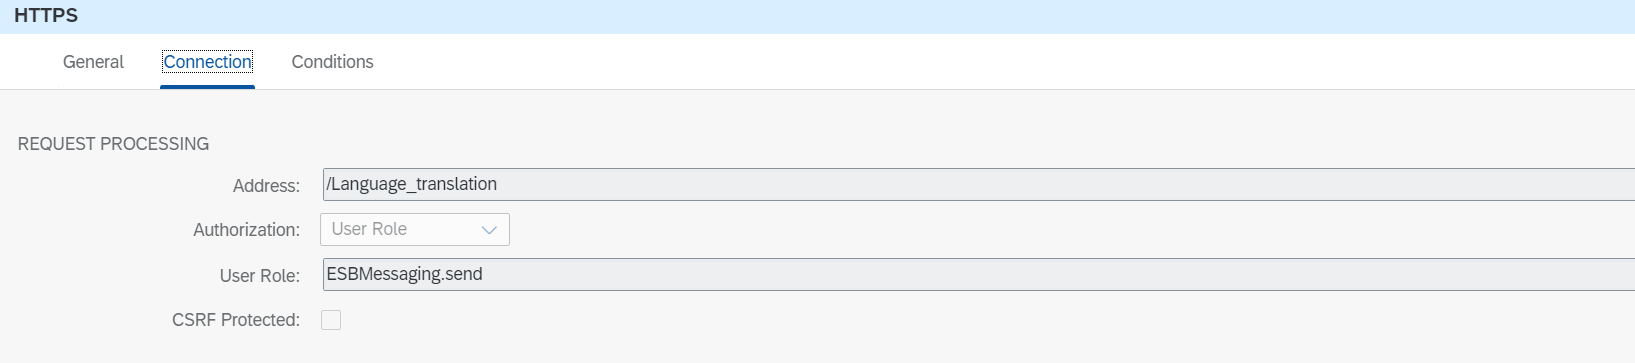 HTTPS
General Connection Conditions
REQUEST PROCESSING
Address: /Language_translation
Authorization: User Role
User Role: ESBMessaging.send
CSRF Protected: